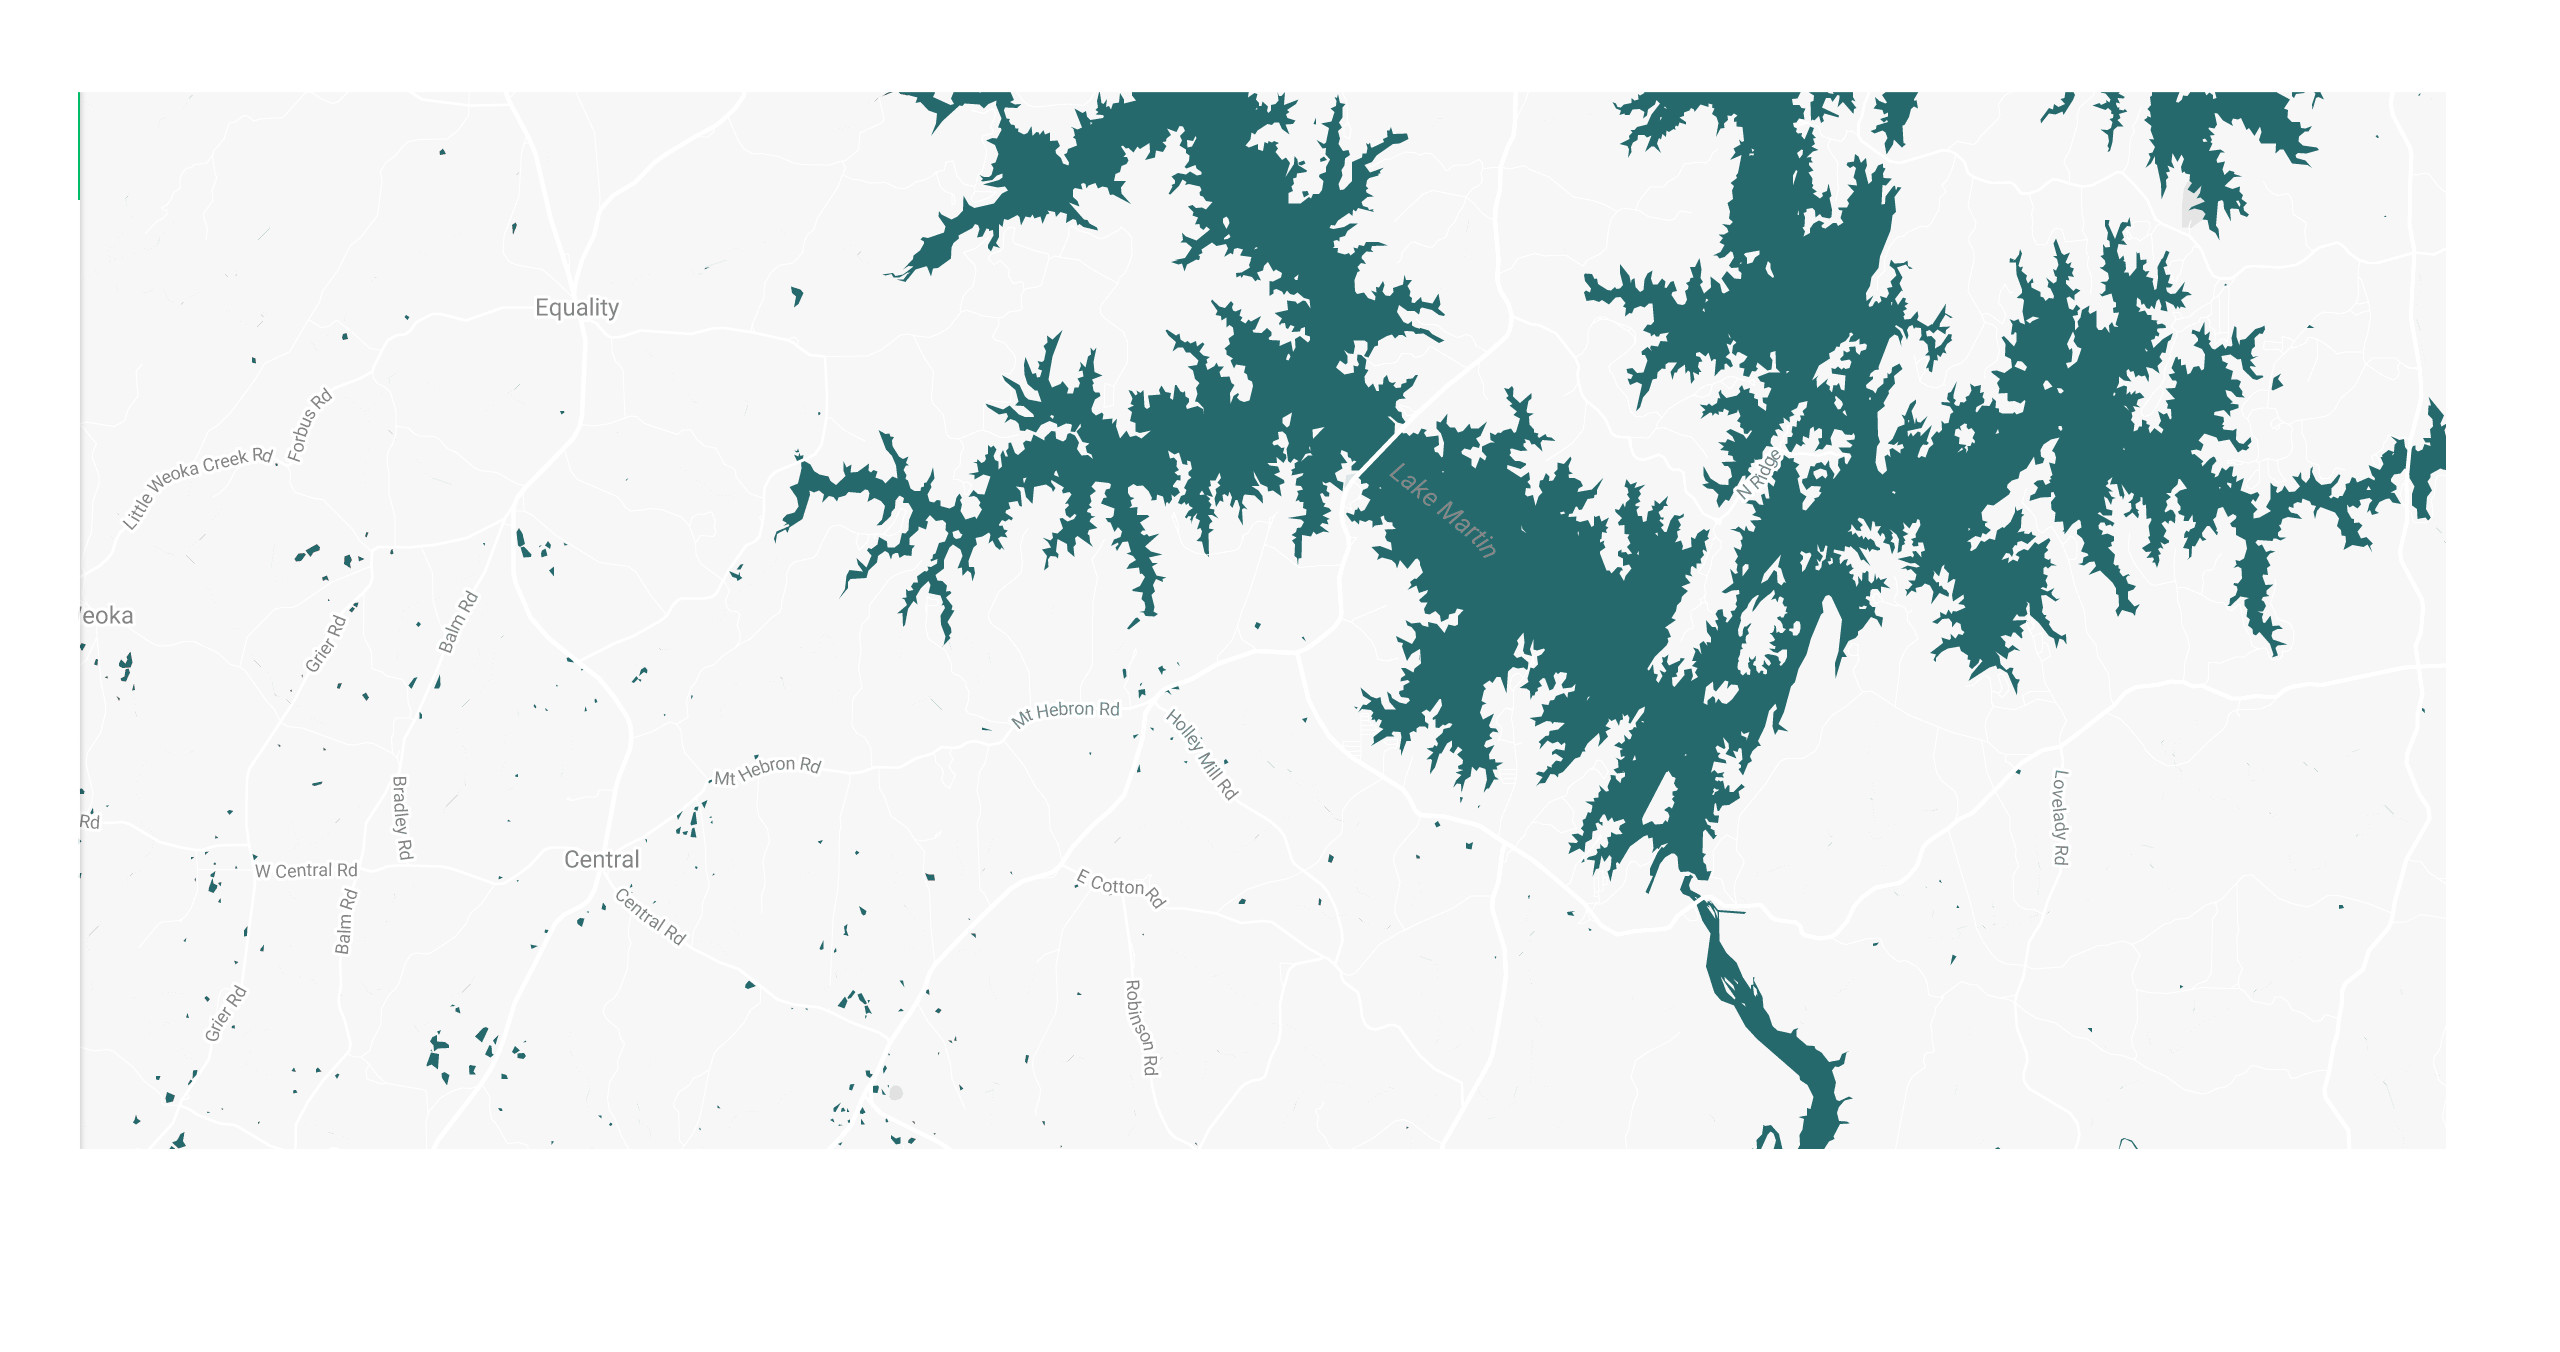 Equality
Forbus Rd
Little Weoka Creek Rd
Lake Martin
N Ridge
eoka
Balm Rd
Grier Rd
Mt Hebron Rd
Holley Mill Rd
Mt Hebron Rd
Bradley Rd
Lovelady Rd
Rd
Central
W Central Rd
E Cotton Rd
Balm Rd
Central Rd
Grier Rd
Robinson Rd